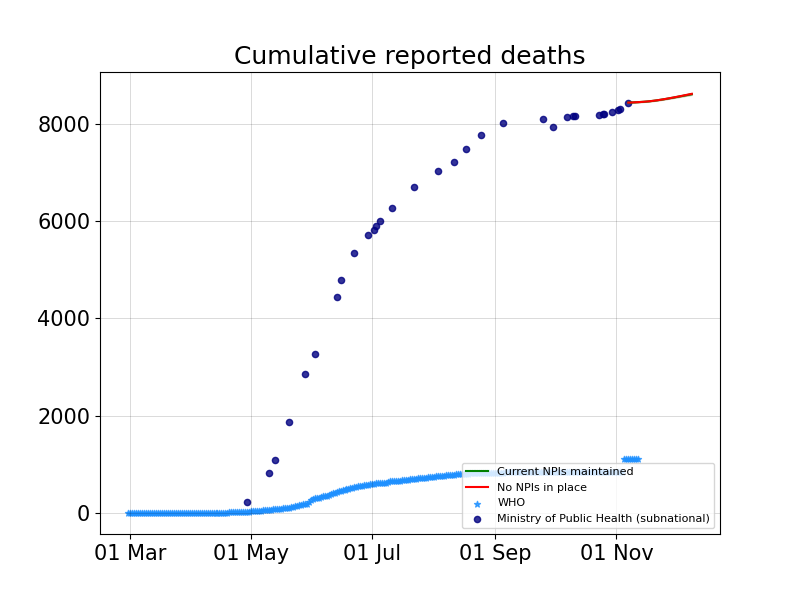 Cumulative reported deaths
8000
6000
4000
2000
0
01 Mar
01 May
01 Jul
01 Sep
01 Nov
Current NPIs maintained
No NPIs in place
WHO
Ministry of Public Health (subnational)